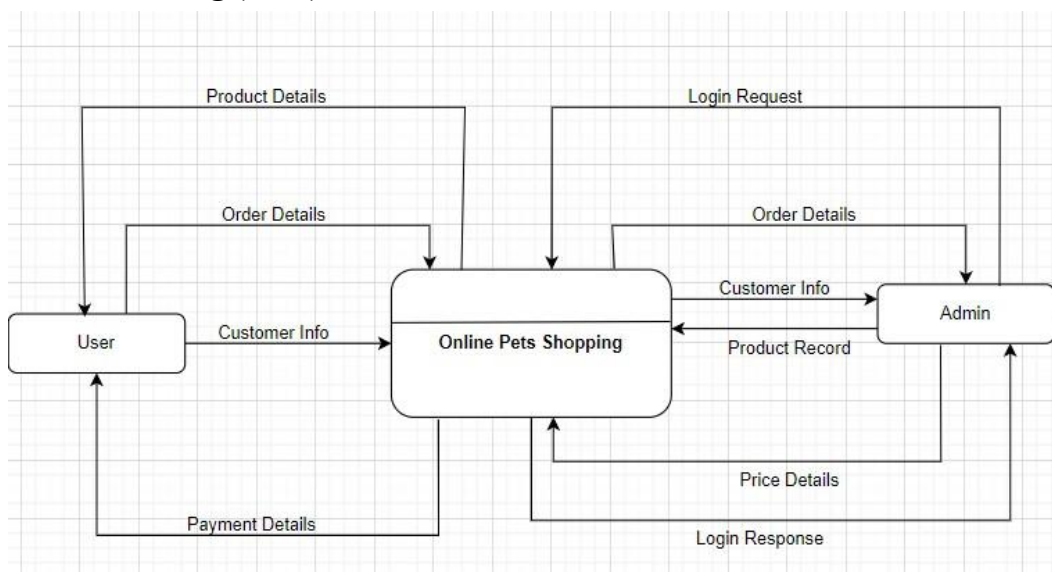 Product Details
Login Request
Order Details
Order Details
Customer Info
Admin
User
Customer Info
Online Pets Shopping
Product Record
Price Details
Payment Details
Login Response